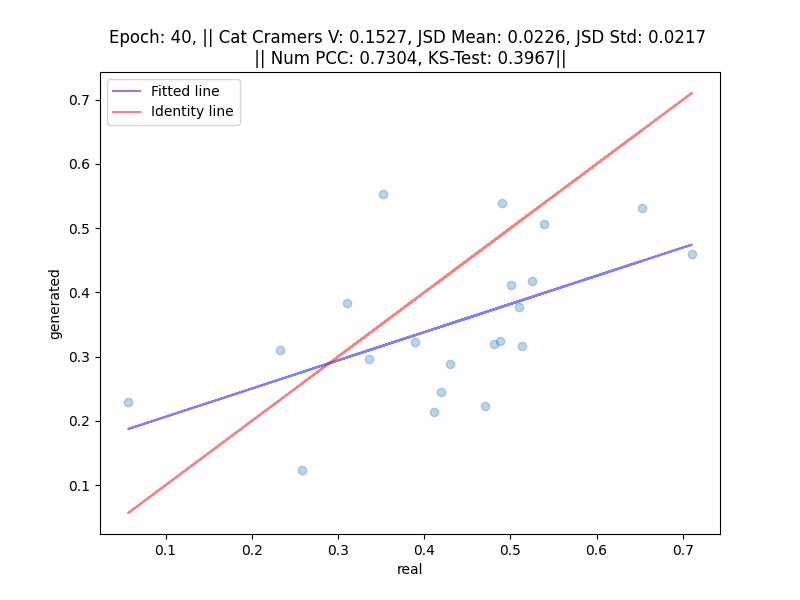 Epoch: 40, || Cat Cramers V: 0.1527, JSD Mean: 0.0226, JSD Std: 0.0217
|| Num PCC: 0.7304, KS-Test: 0.3967||
Fitted line
Identity line
0.7
0.6
0.5
0.4
0.3
0.2
0.1
generated
0.1 0.2 0.3 0.4 0.5 0.6 0.7
real